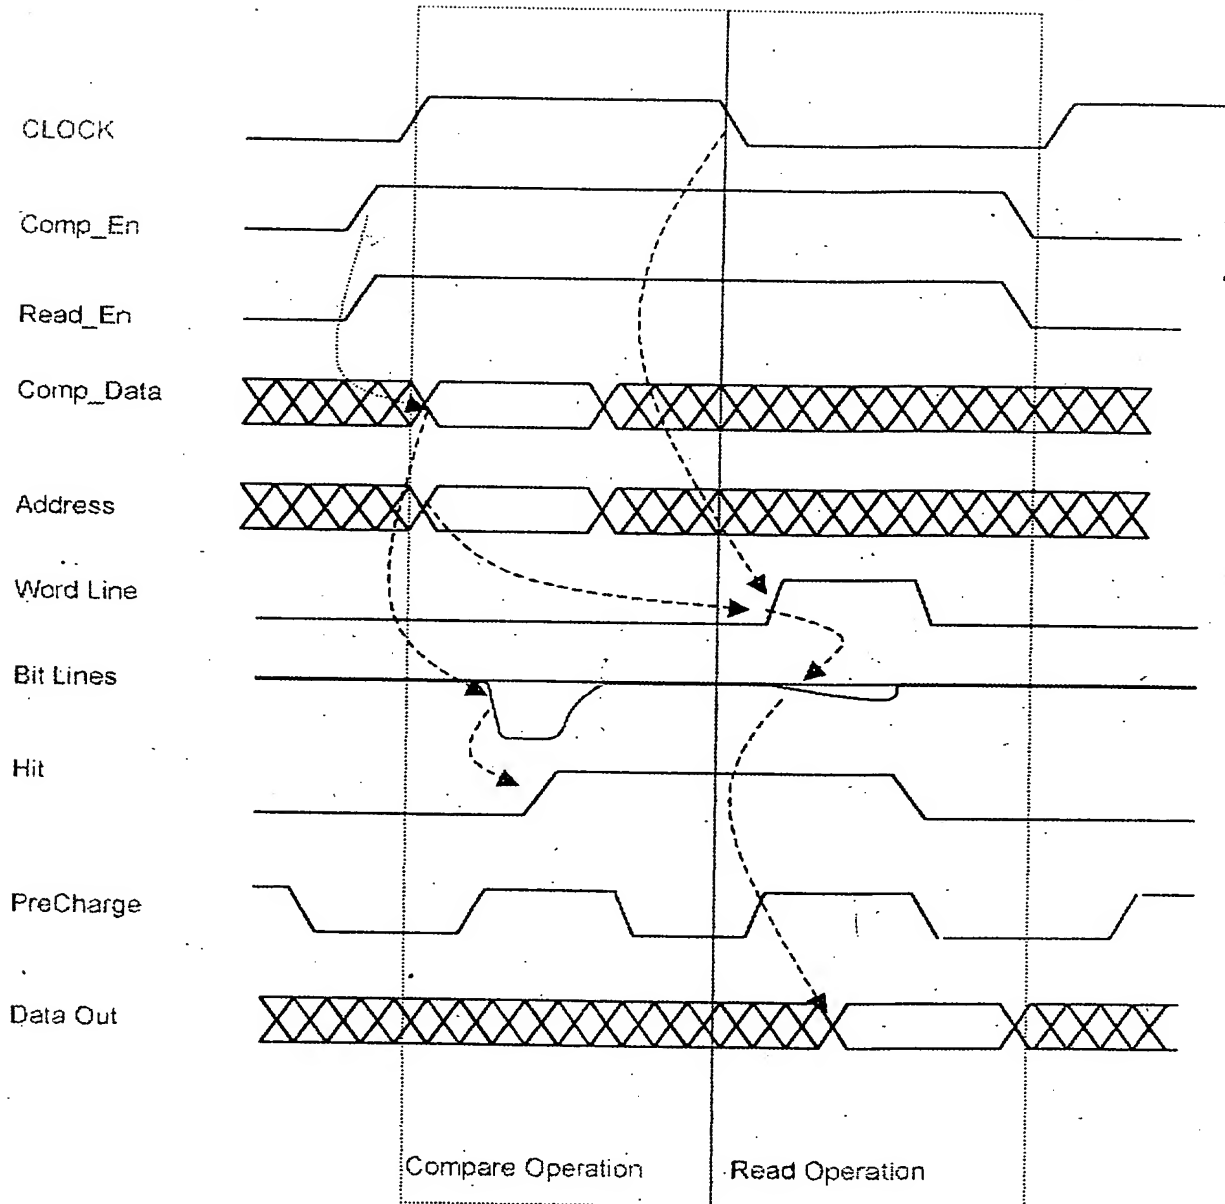 CLOCK
Comp_En
Read_En
Comp_Data
Address
Word Line
Bit Lines
Hit
PreCharge
Data Out
Compare Operation
Read Operation